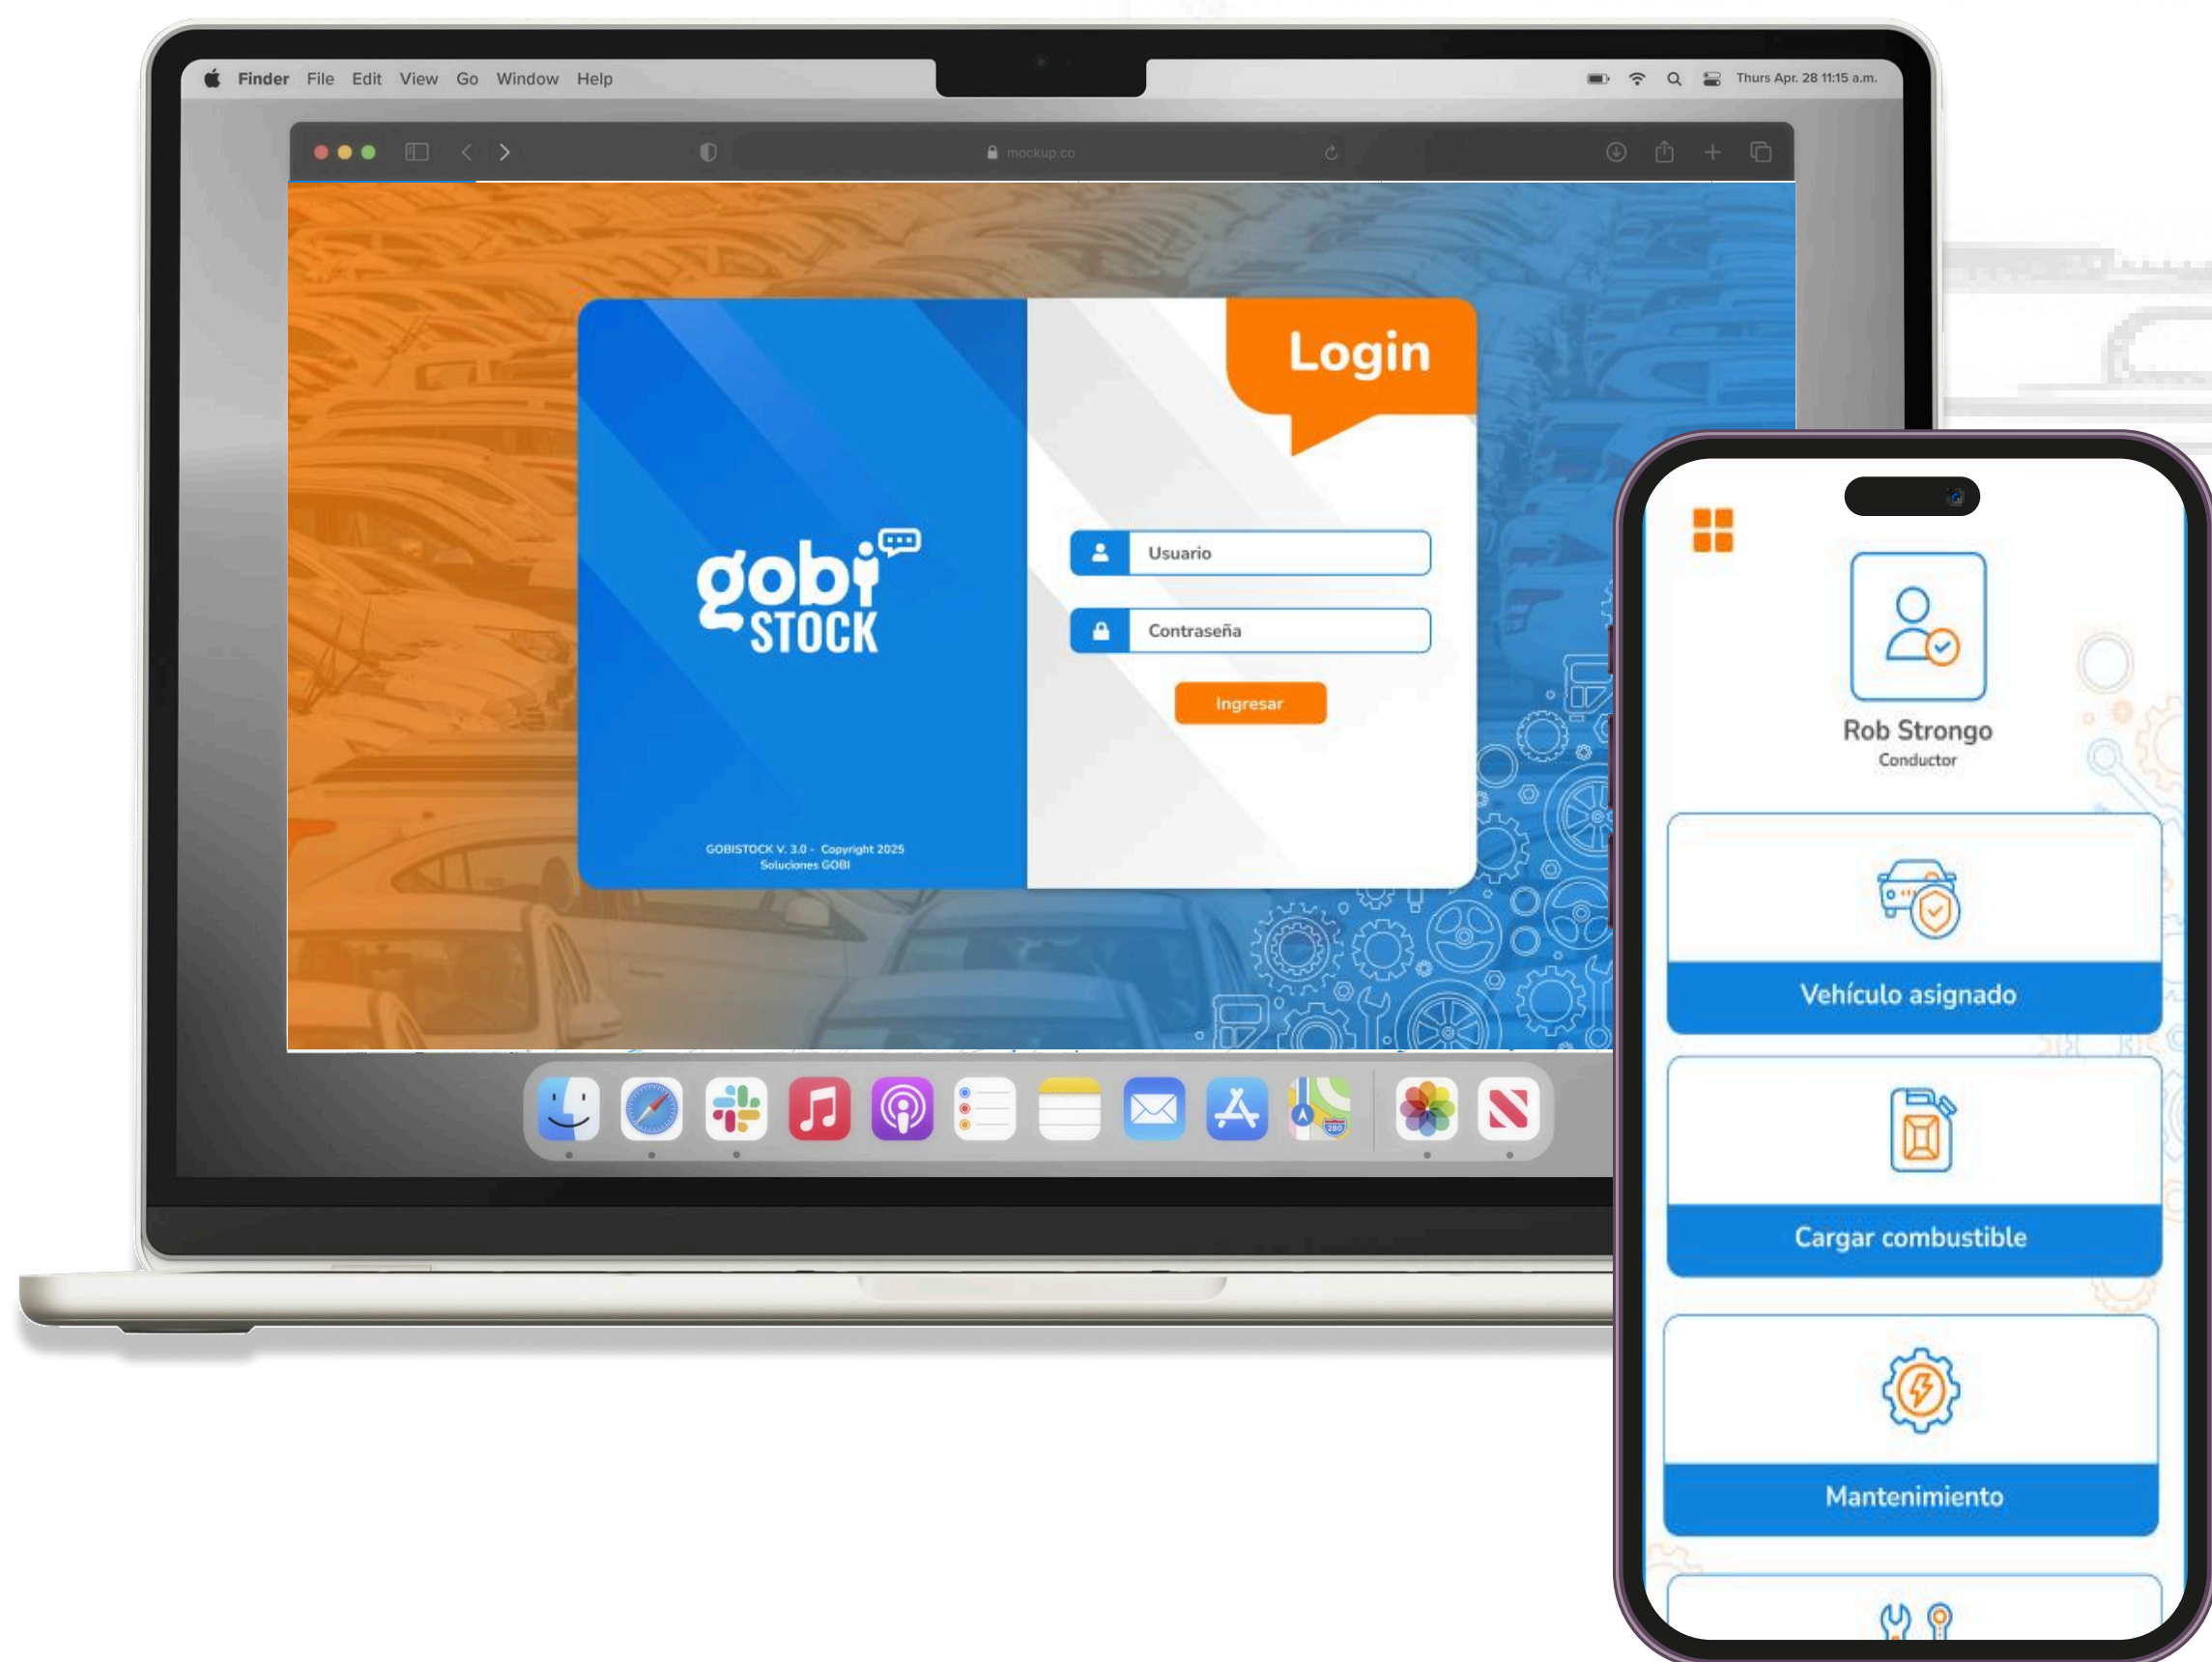 Finder File Edit View Go Window Help
Thurs Apr. 28 11:15 a.m.
mockup.co
Login
gobi
STOCK
Usuario
Contraseña
Ingresar
GOBISTOCK V. 3.0 - Copyright 2025
Soluciones GOBI
280
Rob Strongo
Conductor
Vehículo asignado
Cargar combustible
Mantenimiento